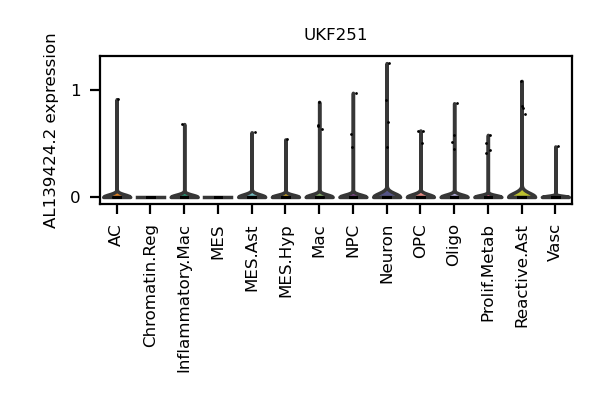 UKF251
AL139424.2 expression
1
0
AC
Chromatin.Reg
Inflammatory.Mac
MES
MES.Ast
MES.Hyp
Mac
NPC
Neuron
OPC
Oligo
Prolif.Metab
Reactive.Ast
Vasc